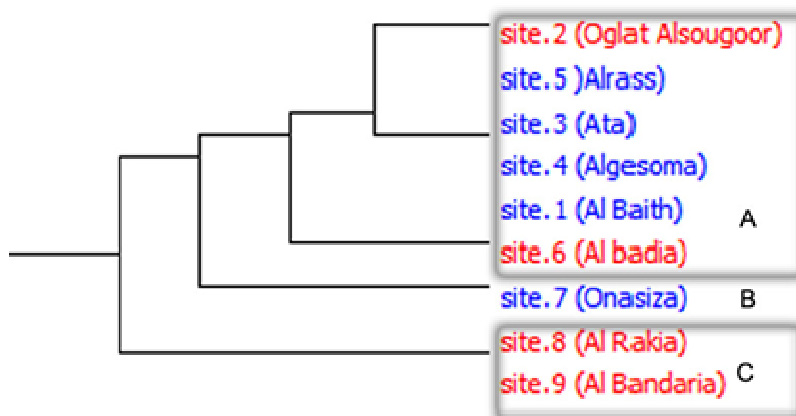 site.2 (Oglat Alsougoor)
site.5 )Alrass)
site.3 (Ata)
site.4 (Algesoma)
site.1 (Al Baith)
A
site.6 (Al badia)
site.7 (Onasiza) B
site.8 (Al Rakia)
site.9 (Al Bandaria) C